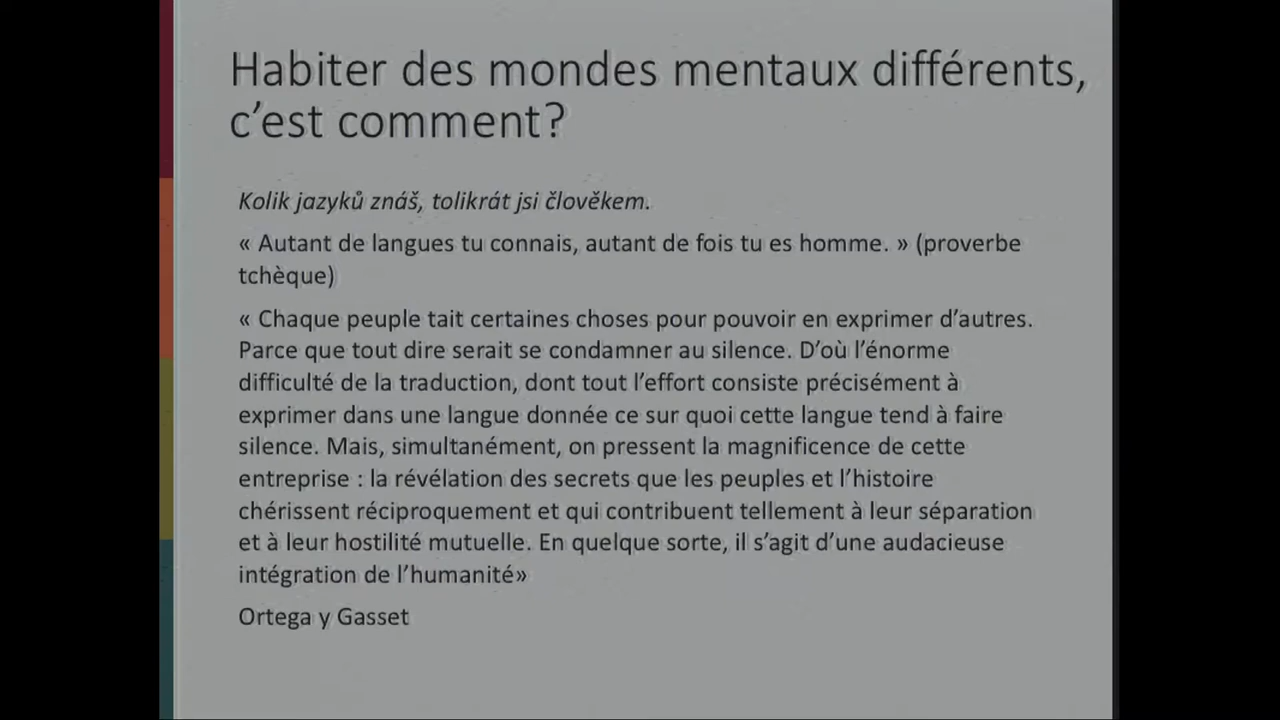 Habiter des mondes mentaux différents,
c’est comment?
Kolik jazyků znáš, tolikrát jsi člověkem.
« Autant de langues tu connais, autant de fois tu es homme. » (proverbe
tchèque)
« Chaque peuple tait certaines choses pour pouvoir en exprimer d’autres.
Parce que tout dire serait se condamner au silence. D’où l’énorme
difficulté de la traduction, dont tout l’effort consiste précisément à
exprimer dans une langue donnée ce sur quoi cette langue tend à faire
silence. Mais, simultanément, on pressent la magnificence de cette
entreprise : la révélation des secrets que les peuples et l’histoire
chérissent réciproquement et qui contribuent tellement à leur séparation
et à leur hostilité mutuelle. En quelque sorte, il s’agit d’une audacieuse
intégration de l’humanité»
Ortega y Gasset